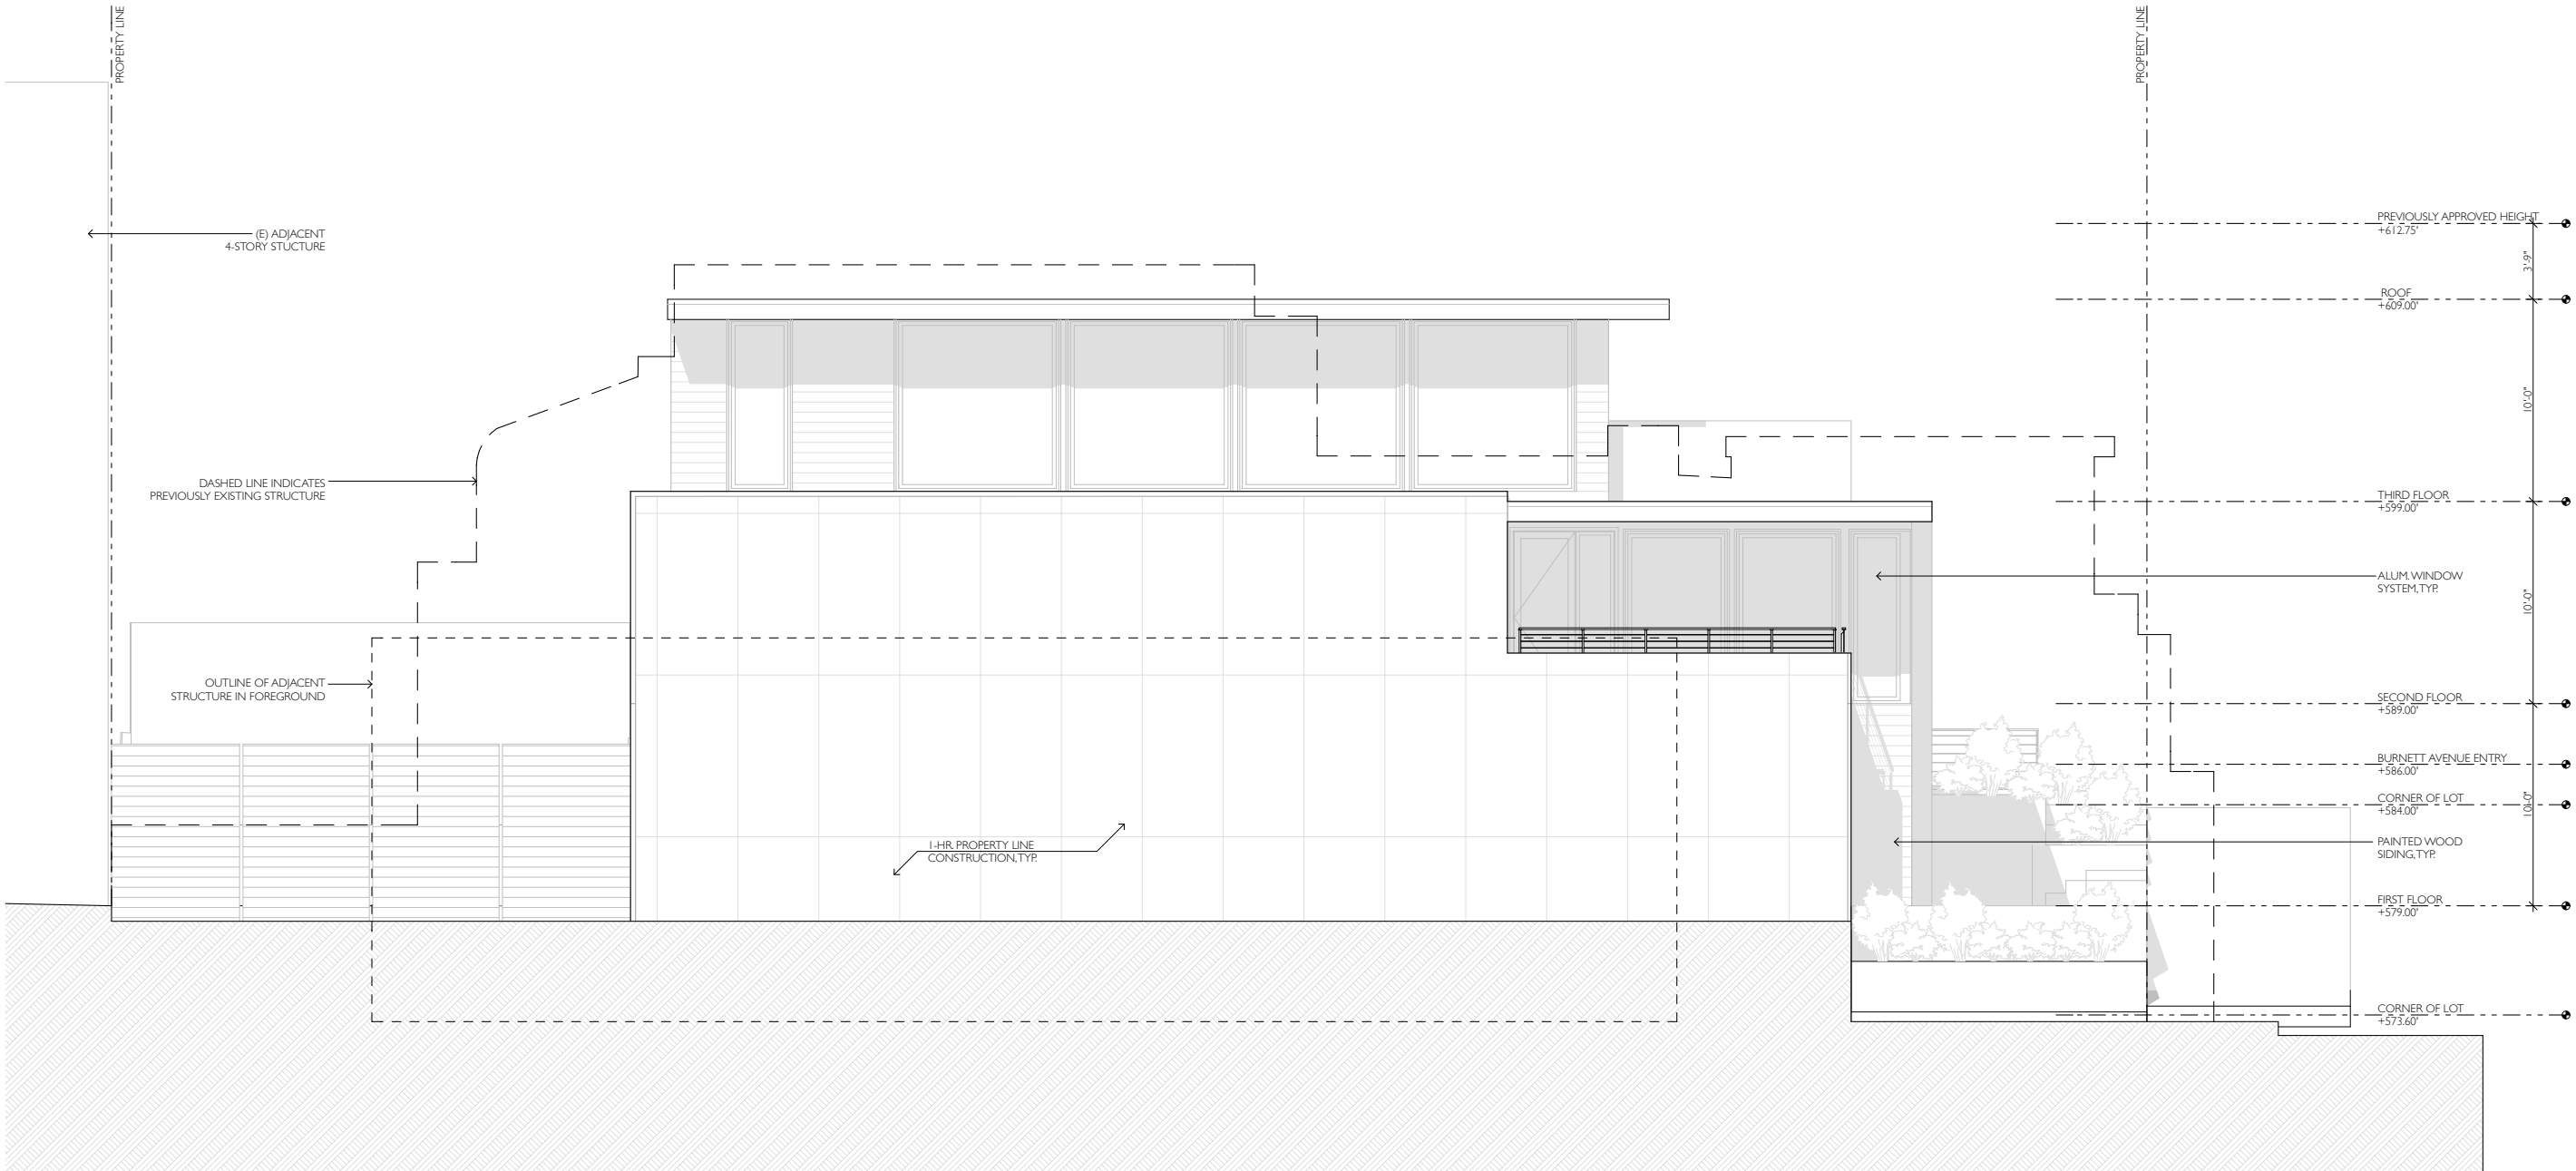 PROPERTY LINE
PROPERTY LINE
(E) ADJACENT
4-STORY STUCTURE
DASHED LINE INDICATES
PREVIOUSLY EXISTING STRUCTURE
OUTLINE OF ADJACENT
STRUCTURE IN FOREGROUND
1-HR. PROPERTY LINE
CONSTRUCTION, TYP.
PREVIOUSLY APPROVED HEIGHT
+612.75'
3'-9"
ROOF
+609.00'
10'-0"
THIRD FLOOR
+599.00'
ALUM. WINDOW
SYSTEM, TYP.
10'-0"
SECOND FLOOR
+589.00'
BURNETT AVENUE ENTRY
+586.00'
CORNER OF LOT
+584.00'
10'-0"
PAINTED WOOD
SIDING, TYP.
FIRST FLOOR
+579.00'
CORNER OF LOT
+573.60'